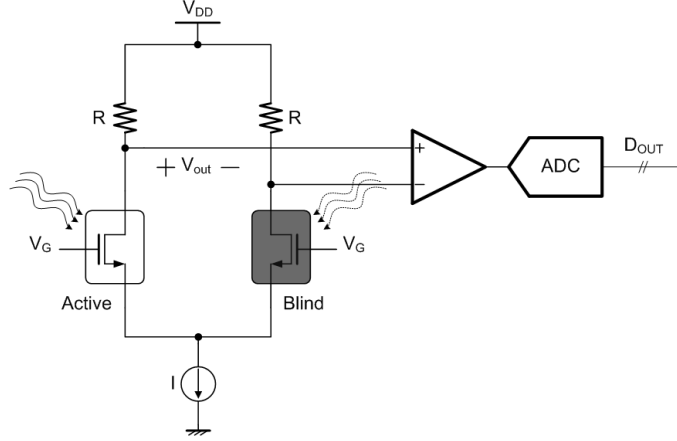 VDD
R
R
+ Vout −
+
−
ADC
DOUT
VG
VG
Active
Blind
I